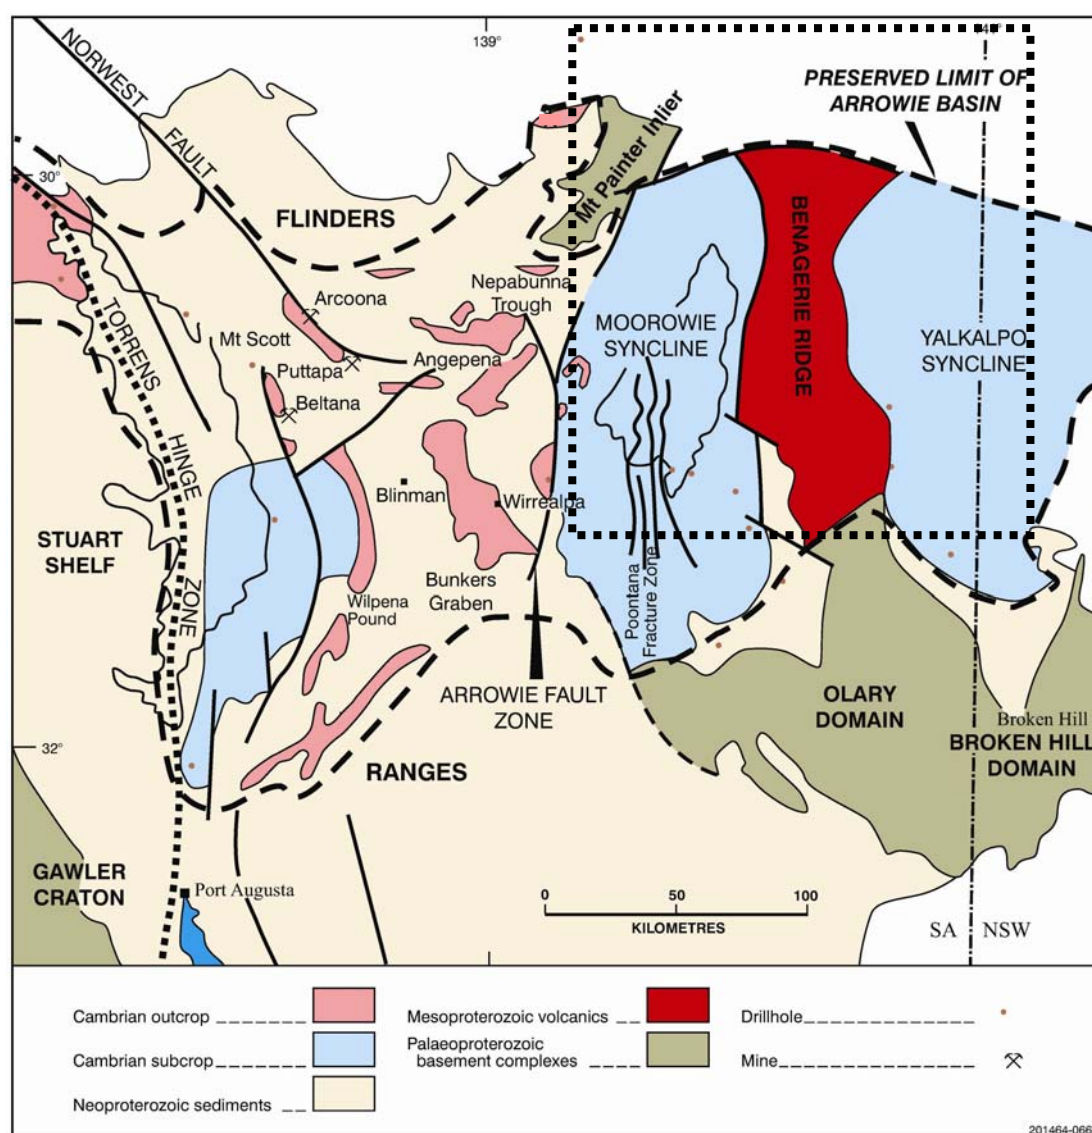 139°
141°
NORWEST
FAULT
PRESERVED LIMIT OF
ARROWIE BASIN
30°
Mt Painter Inlier
FLINDERS
BENAGERIE RIDGE
Nepabunna
Trough
Arcoona
TORRENS
HINGE
ZONE
Mt Scott
MOOROWIE
SYNCLINE
YALKALPO
SYNCLINE
Puttapa
Angepena
Beltana
Blinman
Wirrealpa
STUART
SHELF
Bunkers
Graben
Wilpena
Pound
Poontana
Fracture Zone
ARROWIE FAULT
ZONE
OLARY
DOMAIN
Broken Hill
BROKEN HILL
DOMAIN
32°
RANGES
GAWLER
CRATON
Port Augusta
0
50
100
KILOMETRES
SA
NSW
Cambrian outcrop
Mesoproterozoic volcanics
Drillhole
Cambrian subcrop
Palaeoproterozoic
basement complexes
Mine
Neoproterozoic sediments